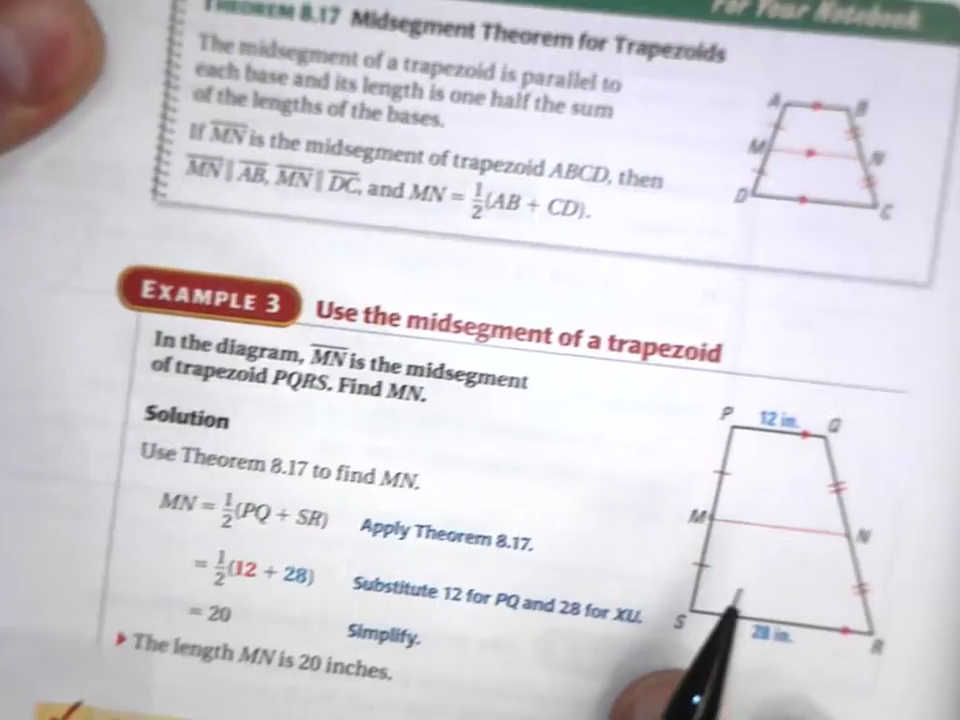 For Your Notebook
THEOREM 8.17 Midsegment Theorem for Trapezoids
The midsegment of a trapezoid is parallel to
each base and its length is one half the sum
of the lengths of the bases.
If MN is the midsegment of trapezoid ABCD, then
MN ∥ AB, MN ∥ DC, and MN = 1/2(AB + CD).
A B
M N
D C
EXAMPLE 3 Use the midsegment of a trapezoid
In the diagram, MN is the midsegment
of trapezoid PQRS. Find MN.
Solution
Use Theorem 8.17 to find MN.
MN = 1/2(PQ + SR) Apply Theorem 8.17.
= 1/2(12 + 28) Substitute 12 for PQ and 28 for XU.
= 20 Simplify.
The length MN is 20 inches.
P 12 in. Q
M N
S 28 in. R